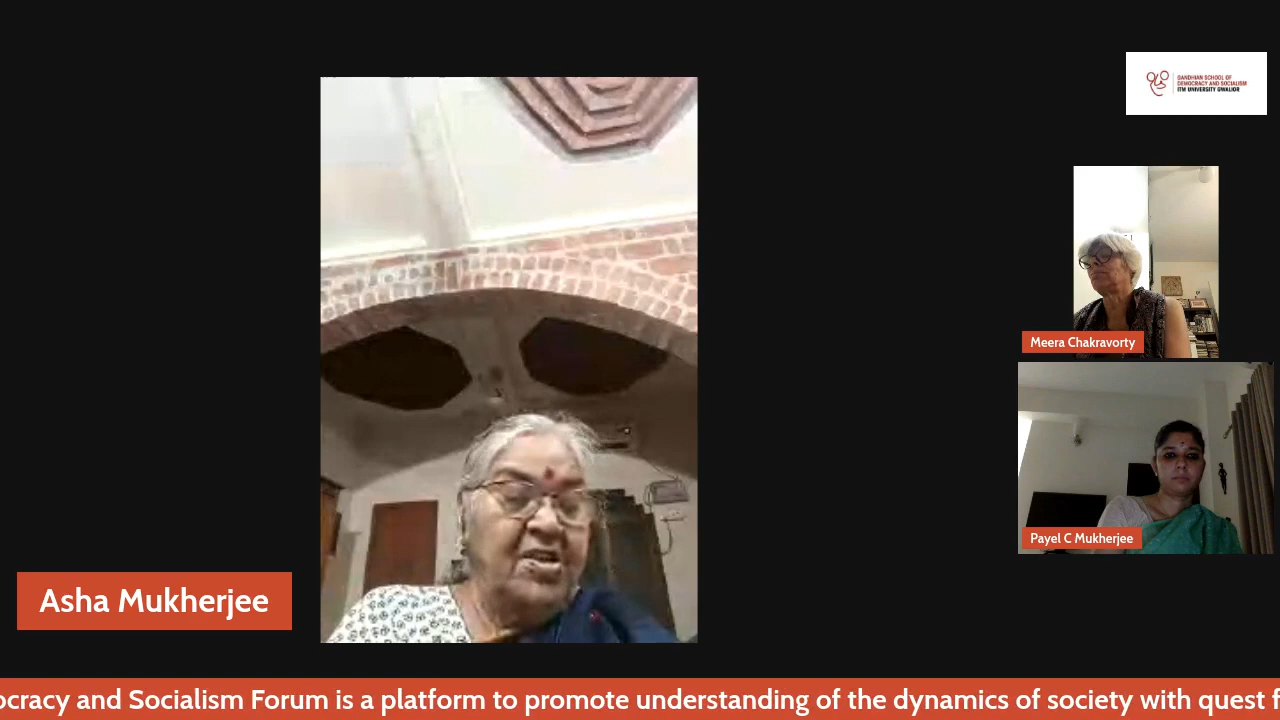 GANDHIAN SCHOOL OF
DEMOCRACY AND SOCIALISM
ITM UNIVERSITY GWALIOR
Meera Chakravorty
Payel C Mukherjee
Asha Mukherjee
ocracy and Socialism Forum is a platform to promote understanding of the dynamics of society with quest f